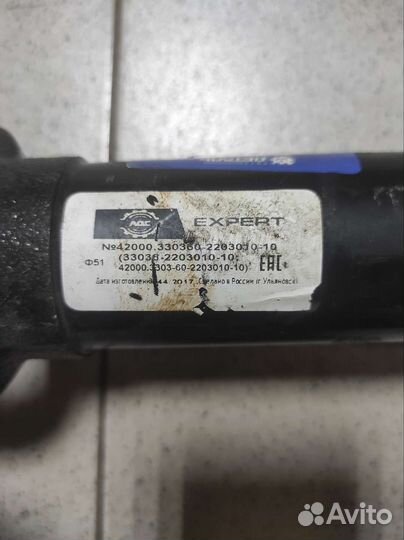 АДС
EXPERT
№42000.330360-2203010-10
(33036-2203010-10;
42000.3303-60-2203010-10)
Ф51
EAC
Дата изготовления 44. 2017 Сделано в России (г. Ульяновск)
Avito